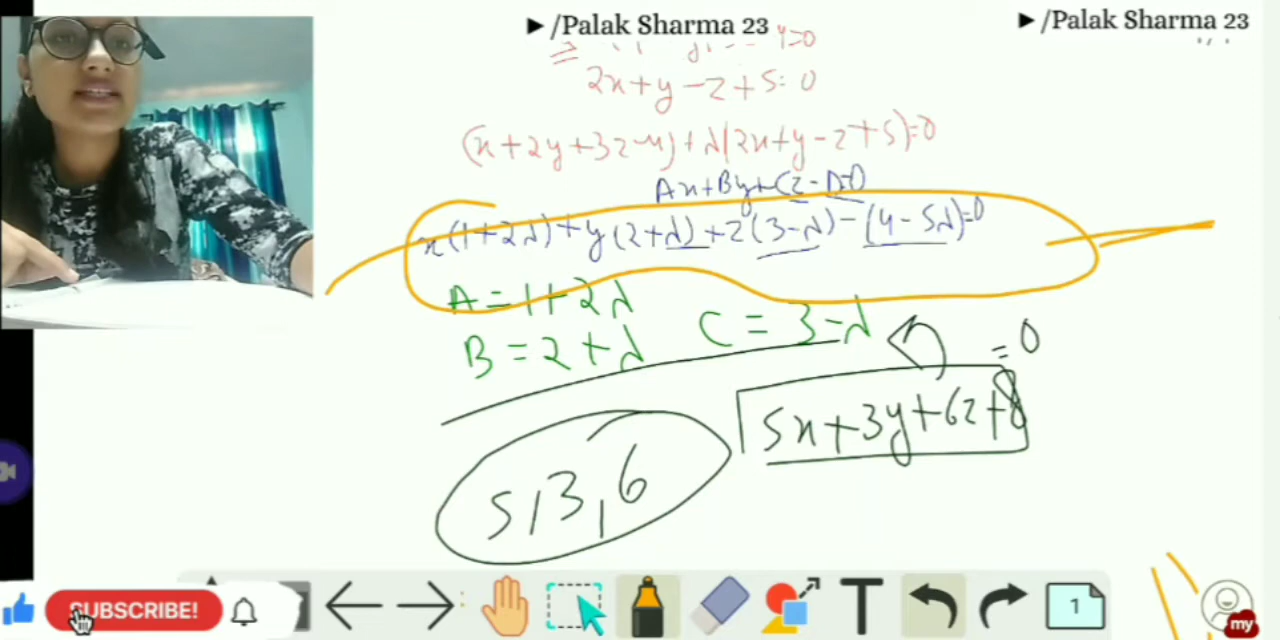 ▶ /Palak Sharma 23
▶ /Palak Sharma 23
2x+y-z+5=0
(x+2y+3z-4)+λ(2x+y-z+5)=0
Ax+By+Cz-D=0
x(1+2λ)+y(2+λ)+z(3-λ)-(4-5λ)=0
A=1+2λ
B=2+λ
C=3-λ
=0
5x+3y+6z+8
5,3,6
SUBSCRIBE!
T
1
my